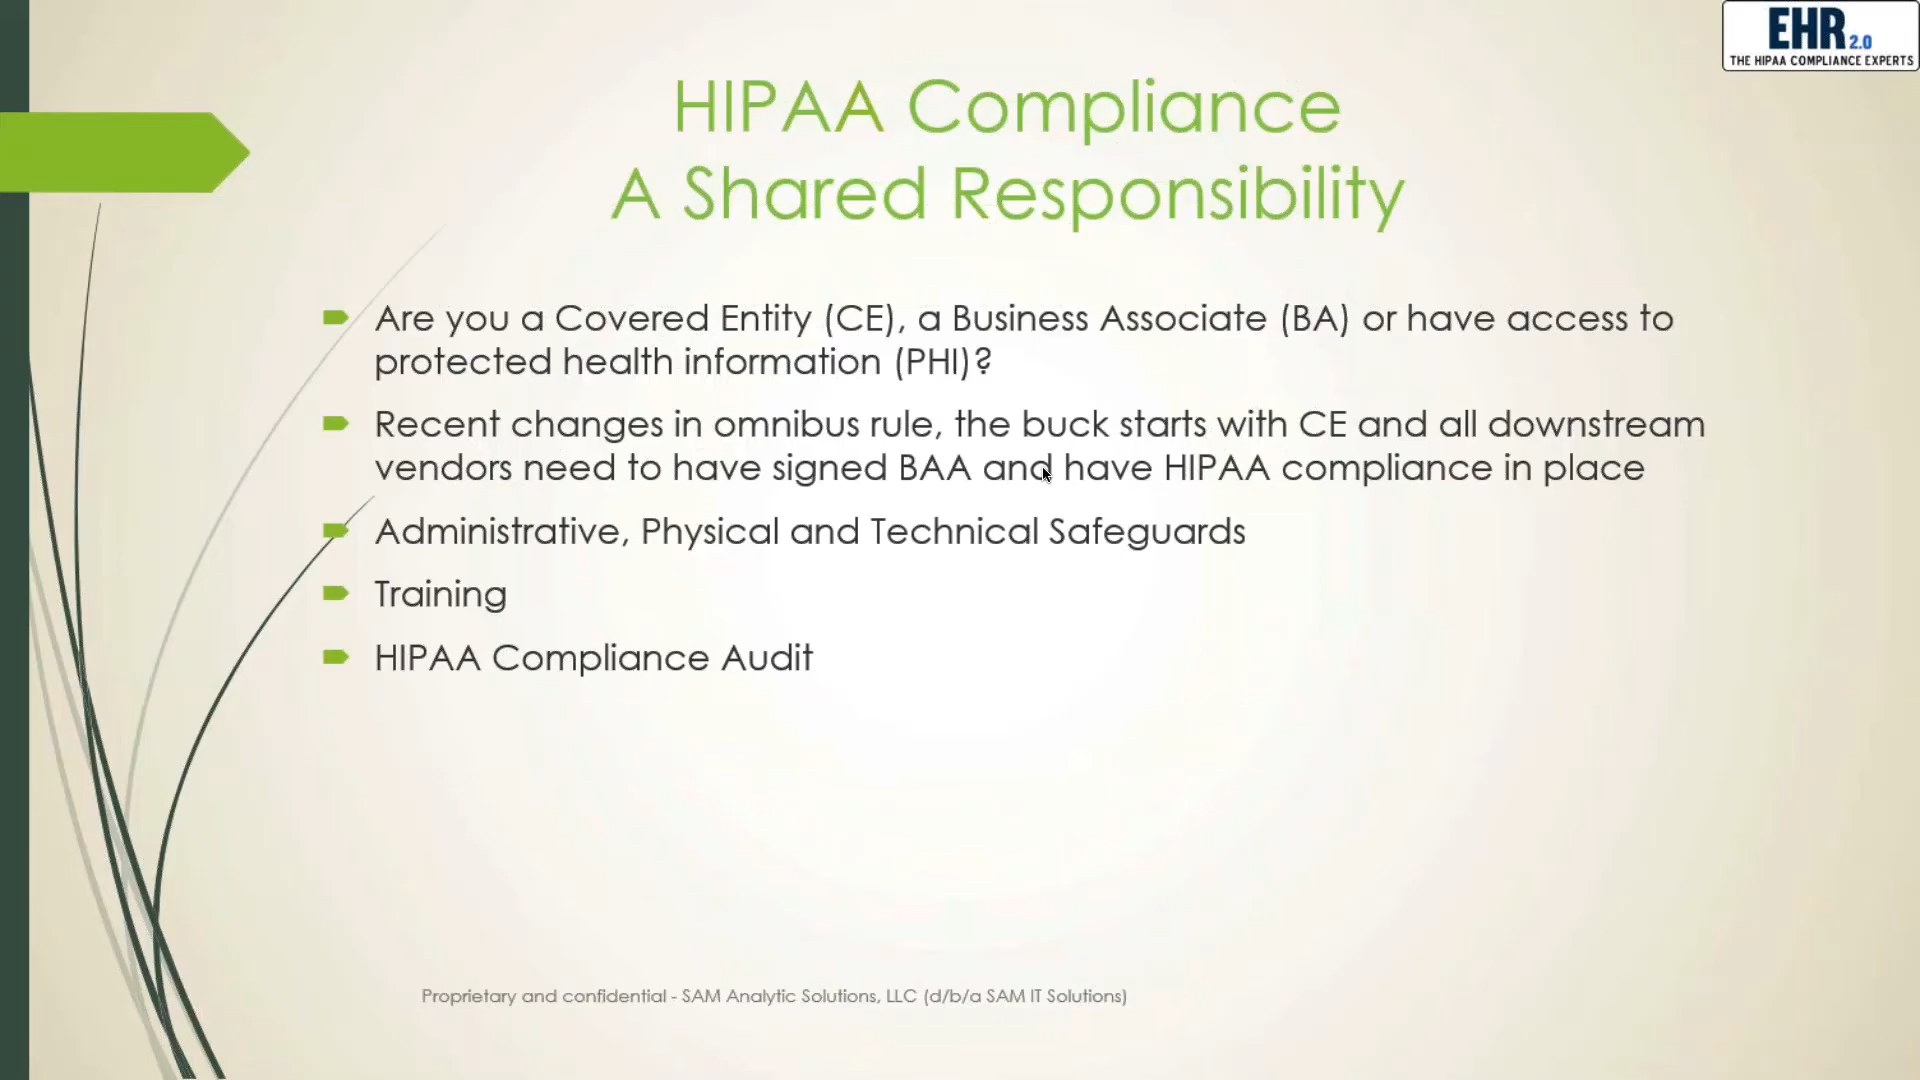 EHR 2.0
THE HIPAA COMPLIANCE EXPERTS
HIPAA Compliance
A Shared Responsibility
Are you a Covered Entity (CE), a Business Associate (BA) or have access to
protected health information (PHI)?
Recent changes in omnibus rule, the buck starts with CE and all downstream
vendors need to have signed BAA and have HIPAA compliance in place
Administrative, Physical and Technical Safeguards
Training
HIPAA Compliance Audit
Proprietary and confidential - SAM Analytic Solutions, LLC (d/b/a SAM IT Solutions)